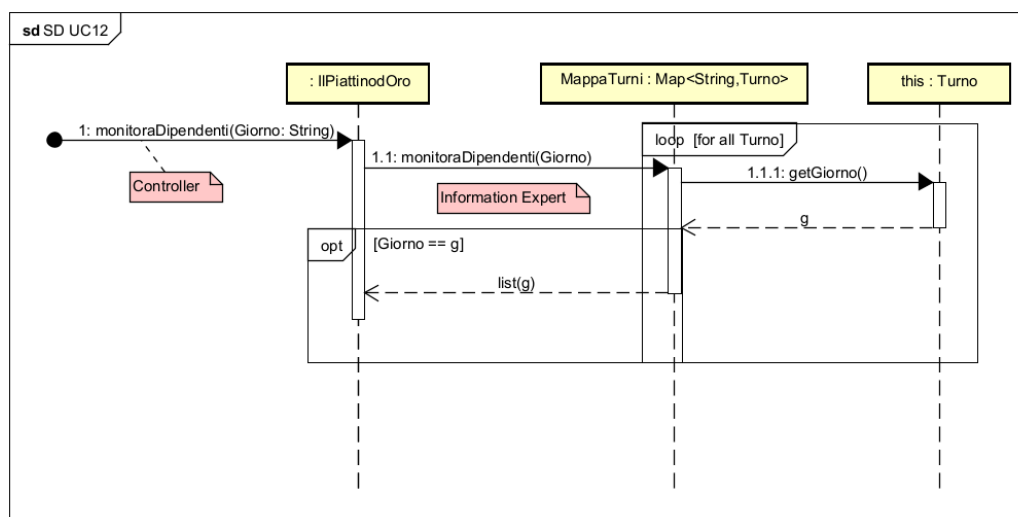 sd SD UC12
: IlPiattinodOro
MappaTurni : Map<String,Turno>
this : Turno
1: monitoraDipendenti(Giorno: String)
loop [for all Turno]
1.1: monitoraDipendenti(Giorno)
1.1.1: getGiorno()
Controller
Information Expert
g
opt [Giorno == g]
list(g)